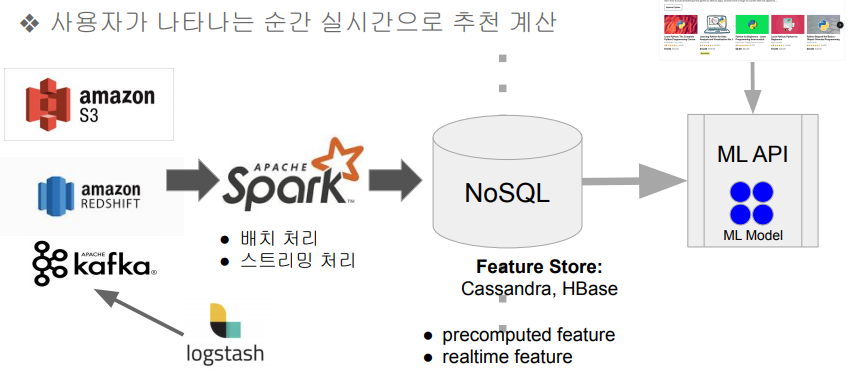 ❖ 사용자가 나타나는 순간 실시간으로 추천 계산
amazon
S3
amazon
REDSHIFT
APACHE
kafka®
logstash
APACHE
Spark™
● 배치 처리
● 스트리밍 처리
NoSQL
Feature Store:
Cassandra, HBase
● precomputed feature
● realtime feature
ML API
ML Model